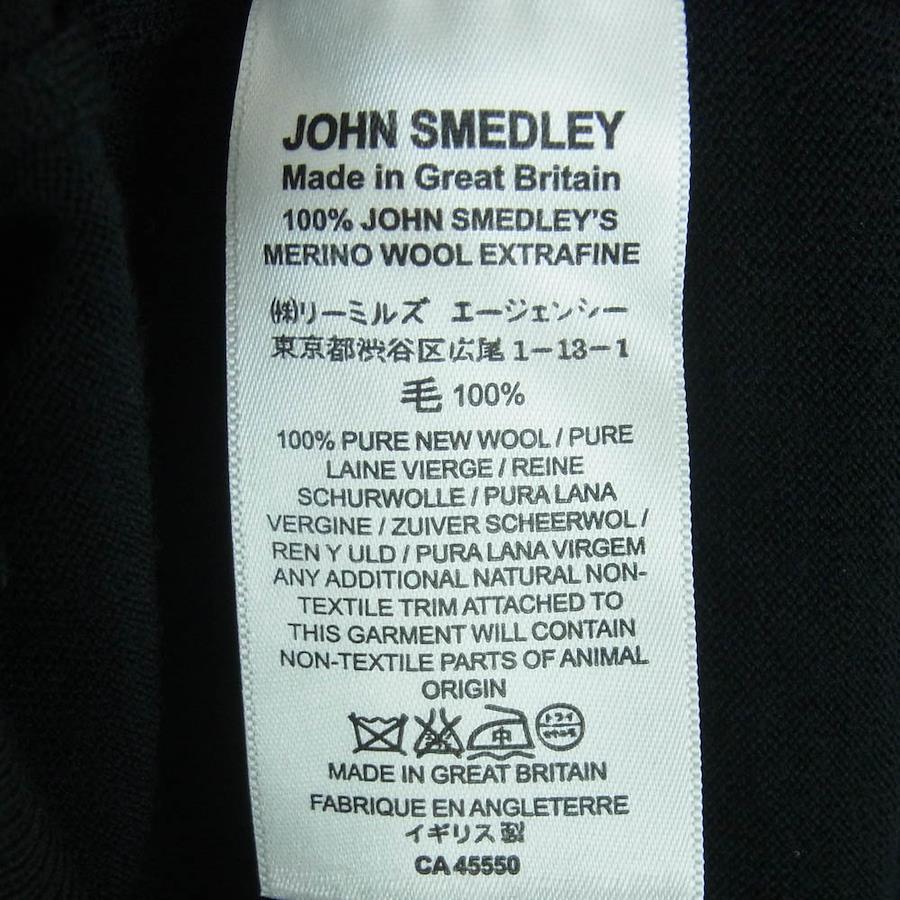 JOHN SMEDLEY
Made in Great Britain
100% JOHN SMEDLEY'S
MERINO WOOL EXTRAFINE
㈱リーミルズ エージェンシー
東京都渋谷区広尾1-13-1
毛 100%
100% PURE NEW WOOL / PURE
LAINE VIERGE / REINE
SCHURWOLLE / PURA LANA
VERGINE / ZUIVER SCHEERWOL /
REN Y ULD / PURA LANA VIRGEM
ANY ADDITIONAL NATURAL NON-
TEXTILE TRIM ATTACHED TO
THIS GARMENT WILL CONTAIN
NON-TEXTILE PARTS OF ANIMAL
ORIGIN
中 ドライ
MADE IN GREAT BRITAIN
FABRIQUE EN ANGLETERRE
イギリス製
CA 45550